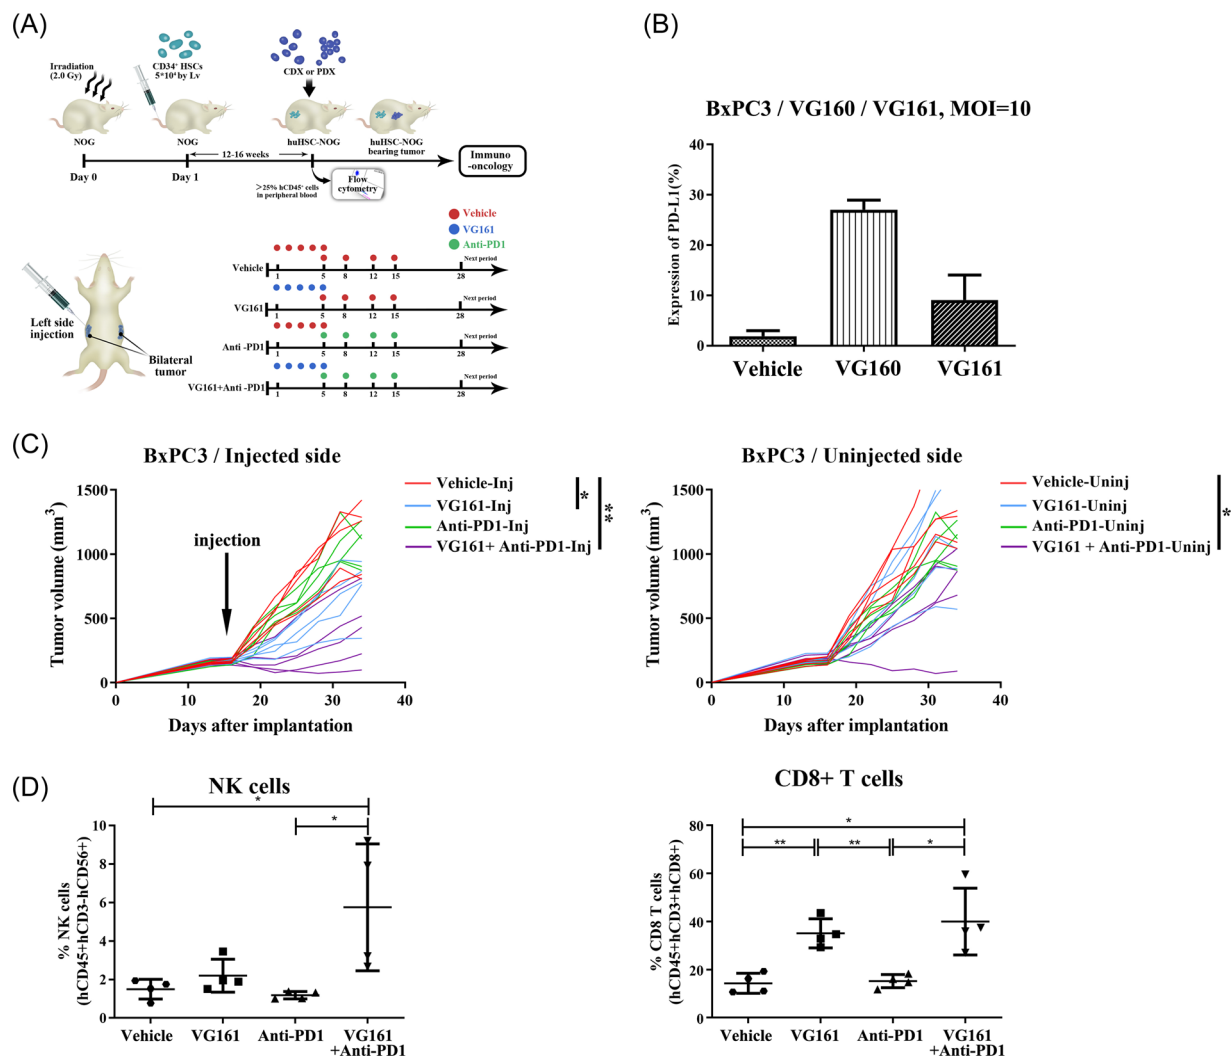 (A)
Irradiation
(2.0 Gy)
CD34+ HSCs
5*10⁴ by Lv
CDX or PDX
NOG
NOG
huHSC-NOG
huHSC-NOG
bearing tumor
12-16 weeks
Day 0
Day 1
>25% hCD45+ cells
in peripheral blood
Flow
cytometry
Immuno
-oncology
Left side
injection
Bilateral
tumor
Vehicle
VG161
Anti-PD1
Vehicle
1 5 8 12 15 28
Next period
VG161
1 5 8 12 15 28
Next period
Anti -PD1
1 5 8 12 15 28
Next period
VG161+Anti -PD1
1 5 8 12 15 28
Next period
(B)
BxPC3 / VG160 / VG161, MOI=10
Expression of PD-L1(%)
40
30
20
10
0
Vehicle VG160 VG161
(C)
BxPC3 / Injected side
Tumor volume (mm³)
1500
1000
500
0
0 10 20 30 40
Days after implantation
injection
Vehicle-Inj
VG161-Inj
Anti-PD1-Inj
VG161+ Anti-PD1-Inj
*
**
BxPC3 / Uninjected side
Tumor volume (mm³)
1500
1000
500
0
0 10 20 30 40
Days after implantation
Vehicle-Uninj
VG161-Uninj
Anti-PD1-Uninj
VG161 + Anti-PD1-Uninj
*
(D)
NK cells
% NK cells
(hCD45+hCD3-hCD56+)
10
8
6
4
2
0
*
*
Vehicle VG161 Anti-PD1 VG161
+Anti-PD1
CD8+ T cells
% CD8 T cells
(hCD45+hCD3+hCD8+)
80
60
40
20
0
*
** ** *
Vehicle VG161 Anti-PD1 VG161
+Anti-PD1